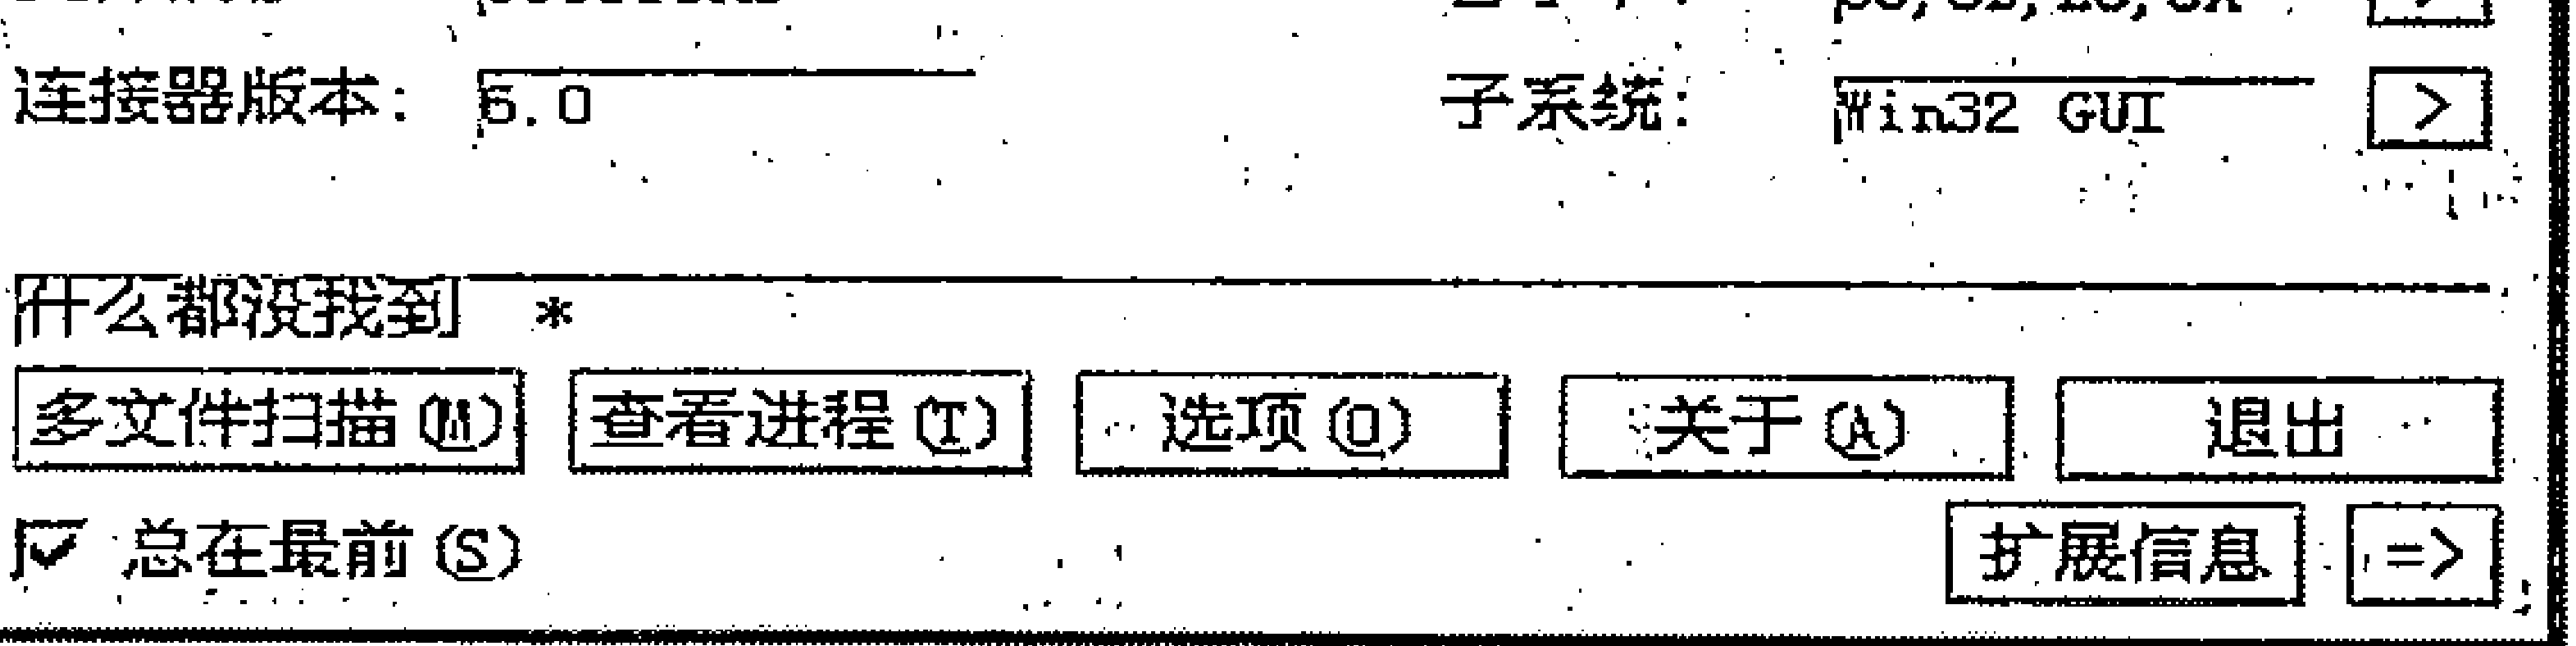 连接器版本: 6.0 子系统: Win32 GUI >
什么都没找到 *
多文件扫描(M) 查看进程(T) 选项(O) 关于(A) 退出
总在最前(S) 扩展信息 =>